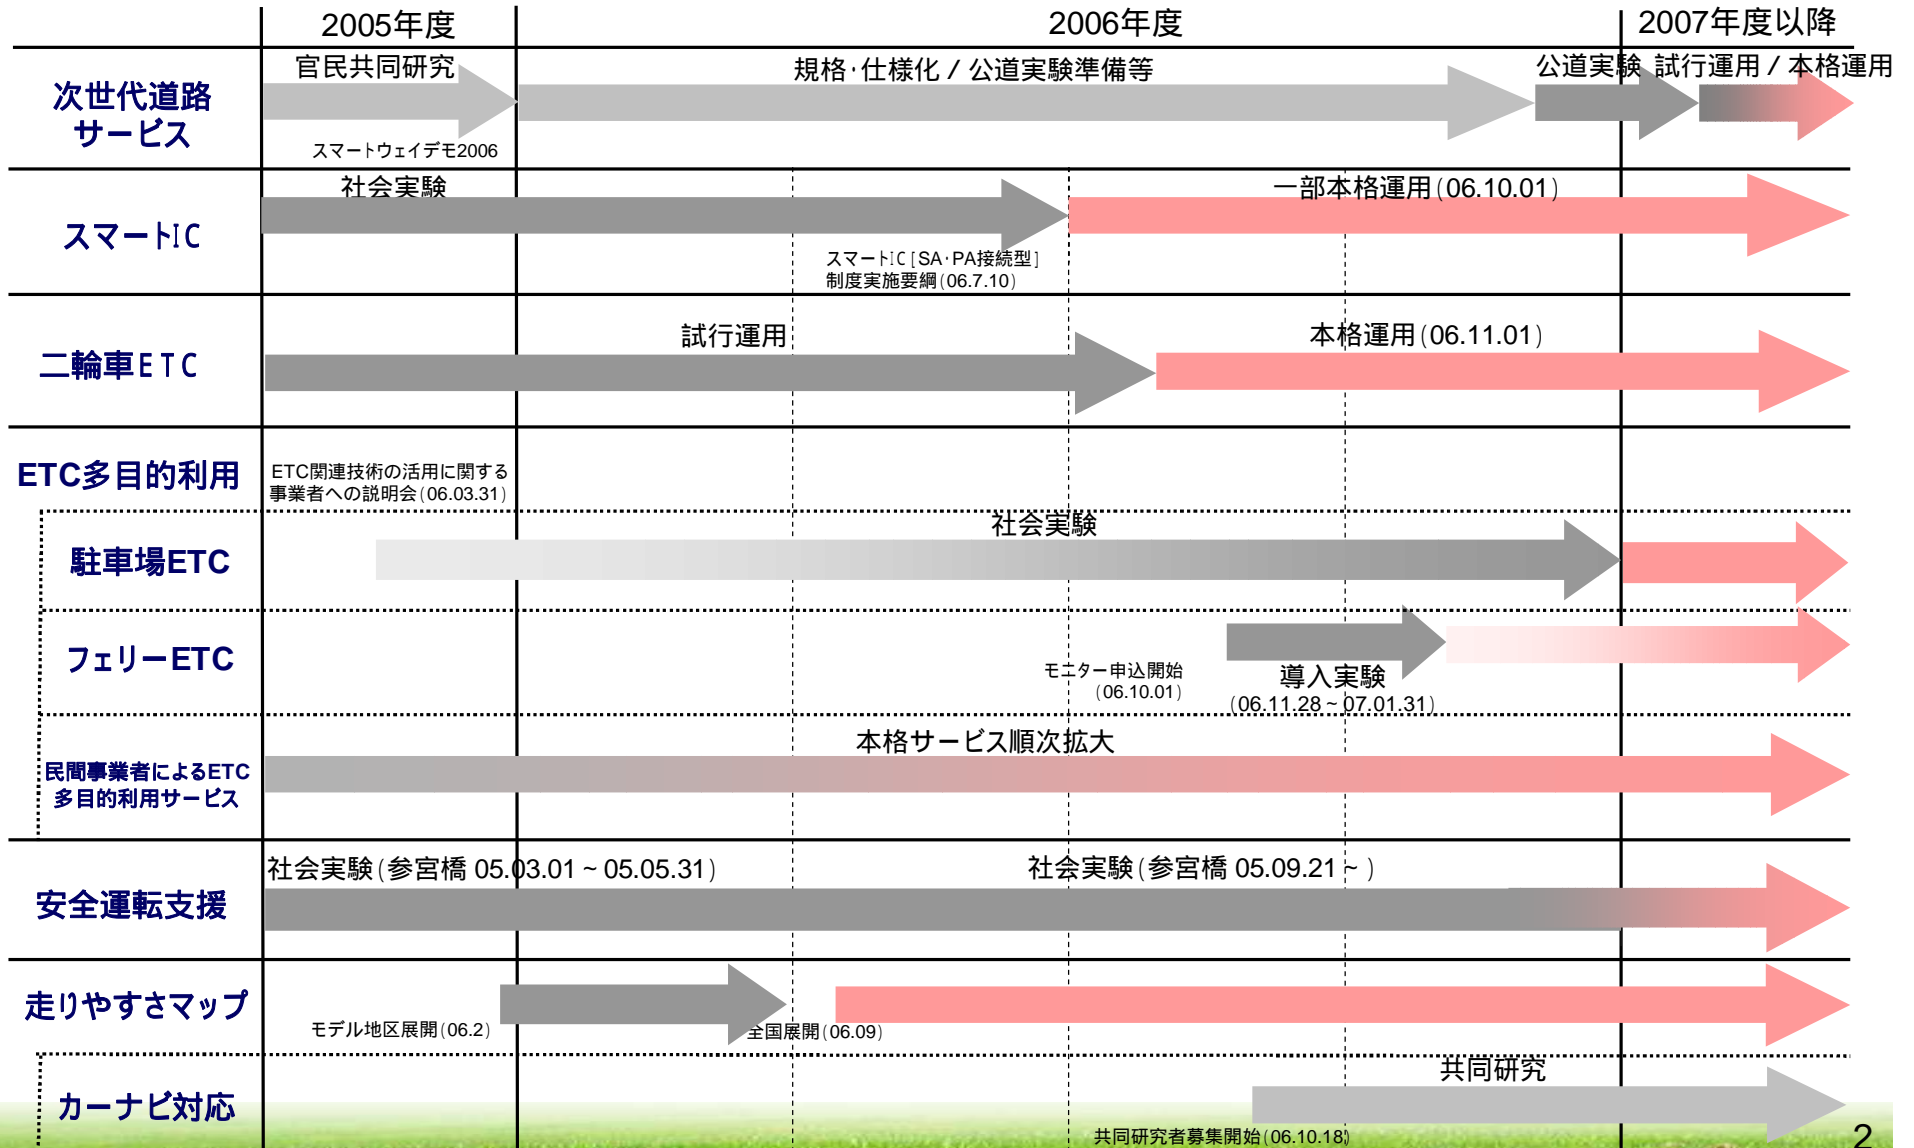 2005年度
2006年度
2007年度以降
次世代道路
サービス
官民共同研究
スマートウェイデモ2006
規格・仕様化 / 公道実験準備等
公道実験
試行運用 / 本格運用
スマートIC
社会実験
スマートIC[SA・PA接続型]
制度実施要綱(06.7.10)
一部本格運用(06.10.01)
二輪車ETC
試行運用
本格運用(06.11.01)
ETC多目的利用
ETC関連技術の活用に関する
事業者への説明会(06.03.31)
駐車場ETC
社会実験
フェリーETC
モニター申込開始
(06.10.01)
導入実験
(06.11.28~07.01.31)
民間事業者によるETC
多目的利用サービス
本格サービス順次拡大
安全運転支援
社会実験(参宮橋 05.03.01~05.05.31)
社会実験(参宮橋 05.09.21~ )
走りやすさマップ
モデル地区展開(06.2)
全国展開(06.09)
カーナビ対応
共同研究
共同研究者募集開始(06.10.18)
2